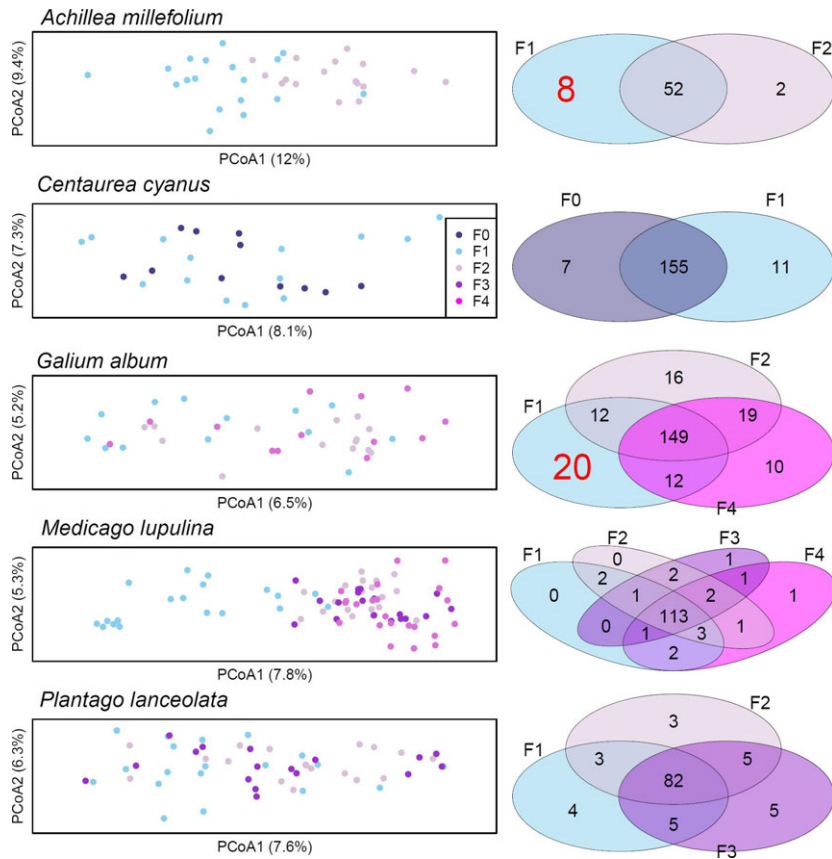 Achillea millefolium
PCoA2 (9.4%)
PCoA1 (12%)
F1
F2
8
52
2
Centaurea cyanus
PCoA2 (7.3%)
F0
F1
F2
F3
F4
PCoA1 (8.1%)
F0
F1
7
155
11
Galium album
PCoA2 (5.2%)
PCoA1 (6.5%)
F2
16
F1
12
19
149
20
12
10
F4
Medicago lupulina
PCoA2 (5.3%)
PCoA1 (7.8%)
F1
F2
F3
F4
0
1
2
2
1
0
1
2
1
113
0
1
3
1
2
Plantago lanceolata
PCoA2 (6.3%)
PCoA1 (7.6%)
F2
3
F1
3
5
82
4
5
5
F3